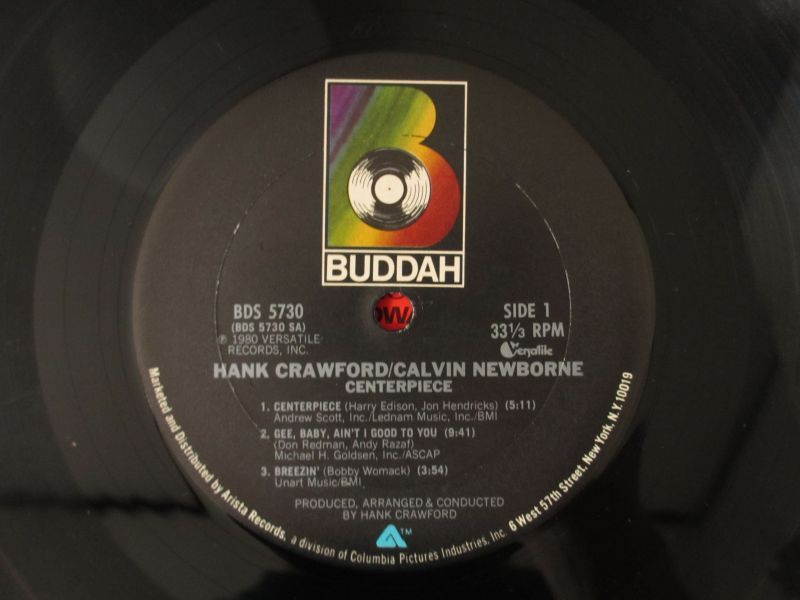 BUDDAH
BDS 5730
(BDS 5730 SA)
℗ 1980 VERSATILE
RECORDS, INC.
SIDE 1
33⅓ RPM
Versatile
HANK CRAWFORD/CALVIN NEWBORNE
CENTERPIECE
1. CENTERPIECE (Harry Edison, Jon Hendricks) (5:11)
Andrew Scott, Inc./Lednam Music, Inc./BMI
2. GEE, BABY, AIN'T I GOOD TO YOU (9:41)
(Don Redman, Andy Razaf)
Michael H. Goldsen, Inc./ASCAP
3. BREEZIN' (Bobby Womack) (3:54)
Unart Music/BMI
PRODUCED, ARRANGED & CONDUCTED
BY HANK CRAWFORD
TM
Marketed and Distributed by Arista Records, a division of Columbia Pictures Industries, Inc. 6 West 57th Street, New York, N.Y. 10019